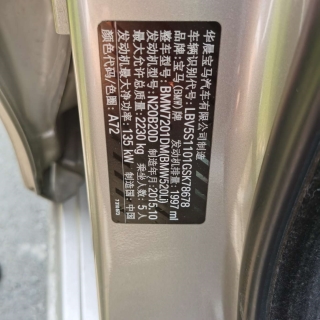 华晨宝马汽车有限公司制造
车辆识别代号: LBV5S1101GSK78678
品牌: 宝马(BMW)牌 发动机排量: 1997 ml
型号: BMW7201DM(BMW520Li)
发动机型号: N20B20D 制造年月: 2015.10
最大允许总质量: 2230 kg 乘坐人数: 5 人
发动机最大净功率: 135 kW 制造国: 中国
颜色代码/色圈: A72